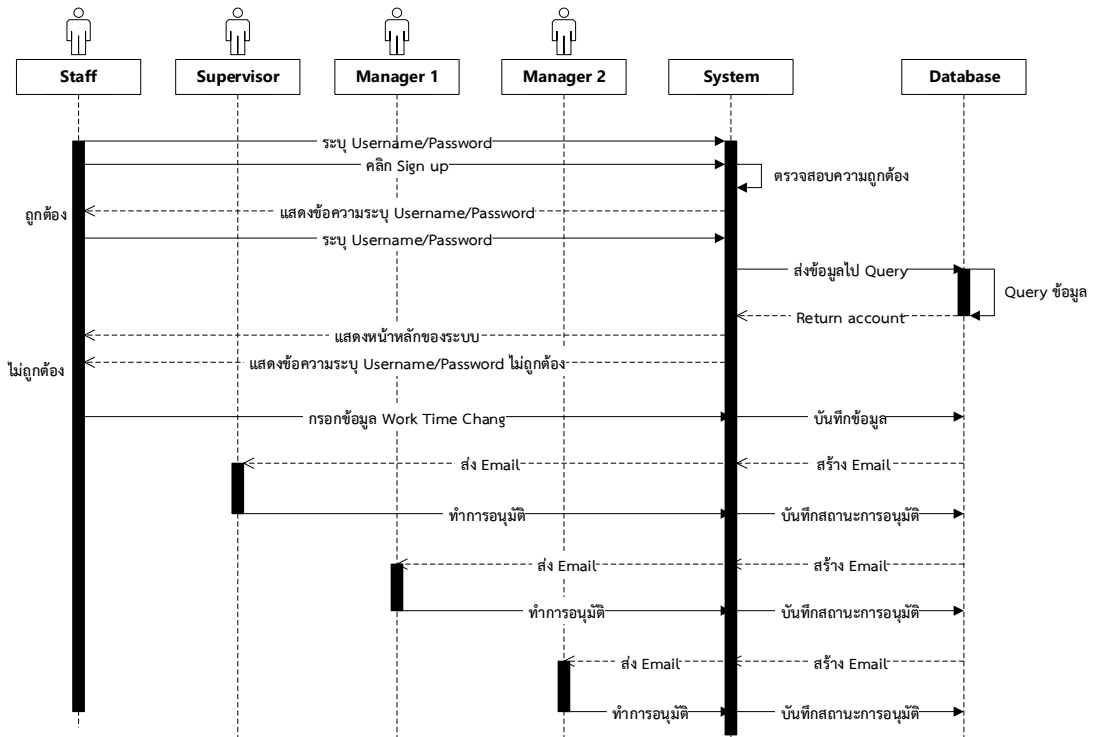 Staff
Supervisor
Manager 1
Manager 2
System
Database
ระบุ Username/Password
คลิก Sign up
ตรวจสอบความถูกต้อง
ถูกต้อง
แสดงข้อความระบุ Username/Password
ระบุ Username/Password
ส่งข้อมูลไป Query
Query ข้อมูล
Return account
แสดงหน้าหลักของระบบ
ไม่ถูกต้อง
แสดงข้อความระบุ Username/Password ไม่ถูกต้อง
กรอกข้อมูล Work Time Chang
บันทึกข้อมูล
ส่ง Email
สร้าง Email
ทำการอนุมัติ
บันทึกสถานะการอนุมัติ
ส่ง Email
สร้าง Email
ทำการอนุมัติ
บันทึกสถานะการอนุมัติ
ส่ง Email
สร้าง Email
ทำการอนุมัติ
บันทึกสถานะการอนุมัติ